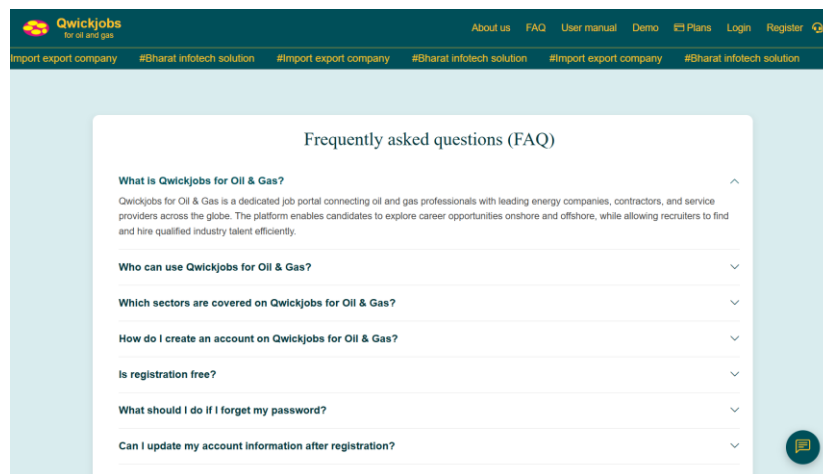 Qwickjobs
for oil and gas
About us FAQ User manual Demo Plans Login Register
Import export company #Bharat infotech solution #Import export company #Bharat infotech solution #Import export company #Bharat infotech solution
Frequently asked questions (FAQ)
What is Qwickjobs for Oil & Gas?
Qwickjobs for Oil & Gas is a dedicated job portal connecting oil and gas professionals with leading energy companies, contractors, and service
providers across the globe. The platform enables candidates to explore career opportunities onshore and offshore, while allowing recruiters to find
and hire qualified industry talent efficiently.
Who can use Qwickjobs for Oil & Gas?
Which sectors are covered on Qwickjobs for Oil & Gas?
How do I create an account on Qwickjobs for Oil & Gas?
Is registration free?
What should I do if I forget my password?
Can I update my account information after registration?